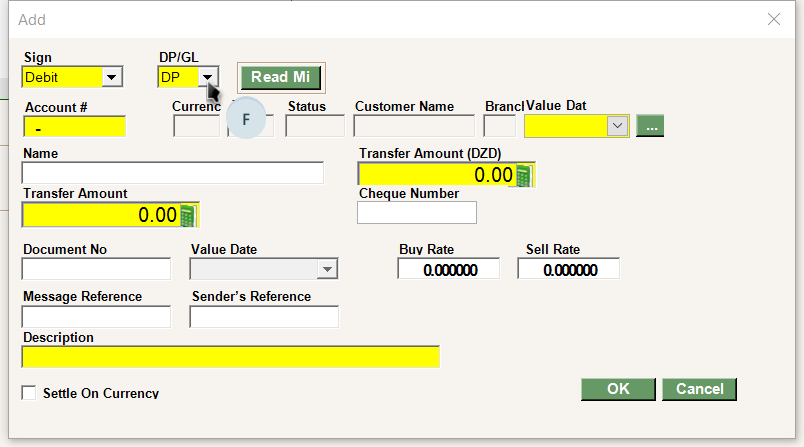 Add
Sign
DP/GL
Debit
DP
Read Mi
Account #
Currenc
Status
Customer Name
Brancl
Value Dat
-
F
...
Name
Transfer Amount (DZD)
0.00
Transfer Amount
Cheque Number
0.00
Document No
Value Date
Buy Rate
Sell Rate
0.000000
0.000000
Message Reference
Sender's Reference
Description
Settle On Currency
OK
Cancel